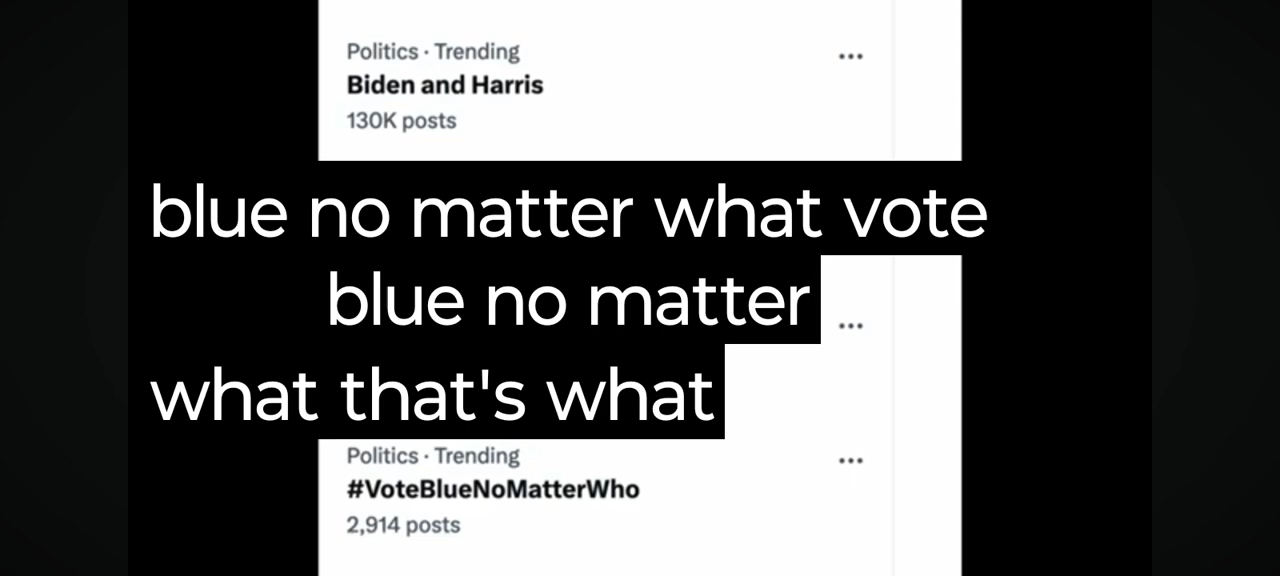 Politics · Trending
Biden and Harris
130K posts
blue no matter what vote
blue no matter
what that's what
Politics · Trending
#VoteBlueNoMatterWho
2,914 posts